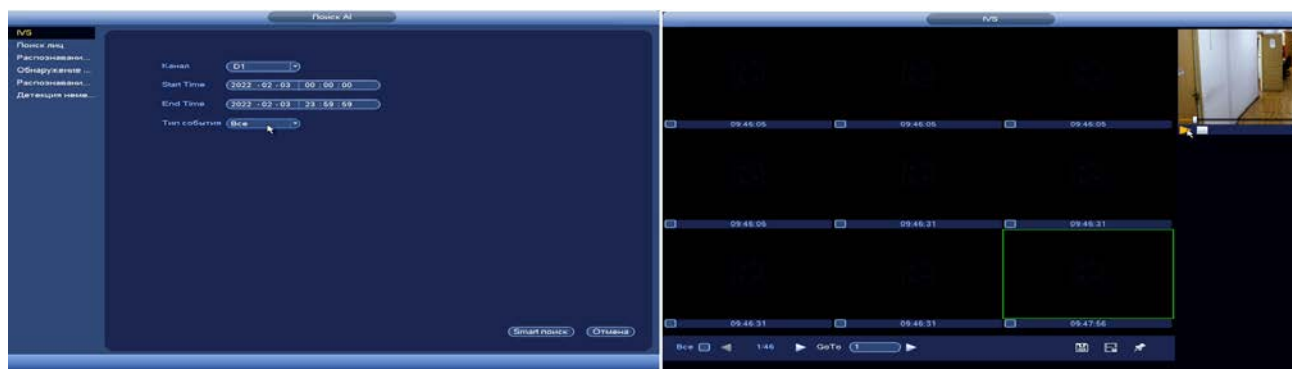 Поиск AI
IVS
Поиск лиц
Распознавани...
Обнаружение ...
Распознавани...
Детекция неме...
Канал D1
Start Time 2022 - 02 - 03 00 : 00 : 00
End Time 2022 - 02 - 03 23 : 59 : 59
Тип события Все
Smart поиск Отмена
IVS
09:46:05 09:46:05 09:46:05
09:46:06 09:46:31 09:46:31
09:46:31 09:46:31 09:47:56
Все 1/46 GoTo 1